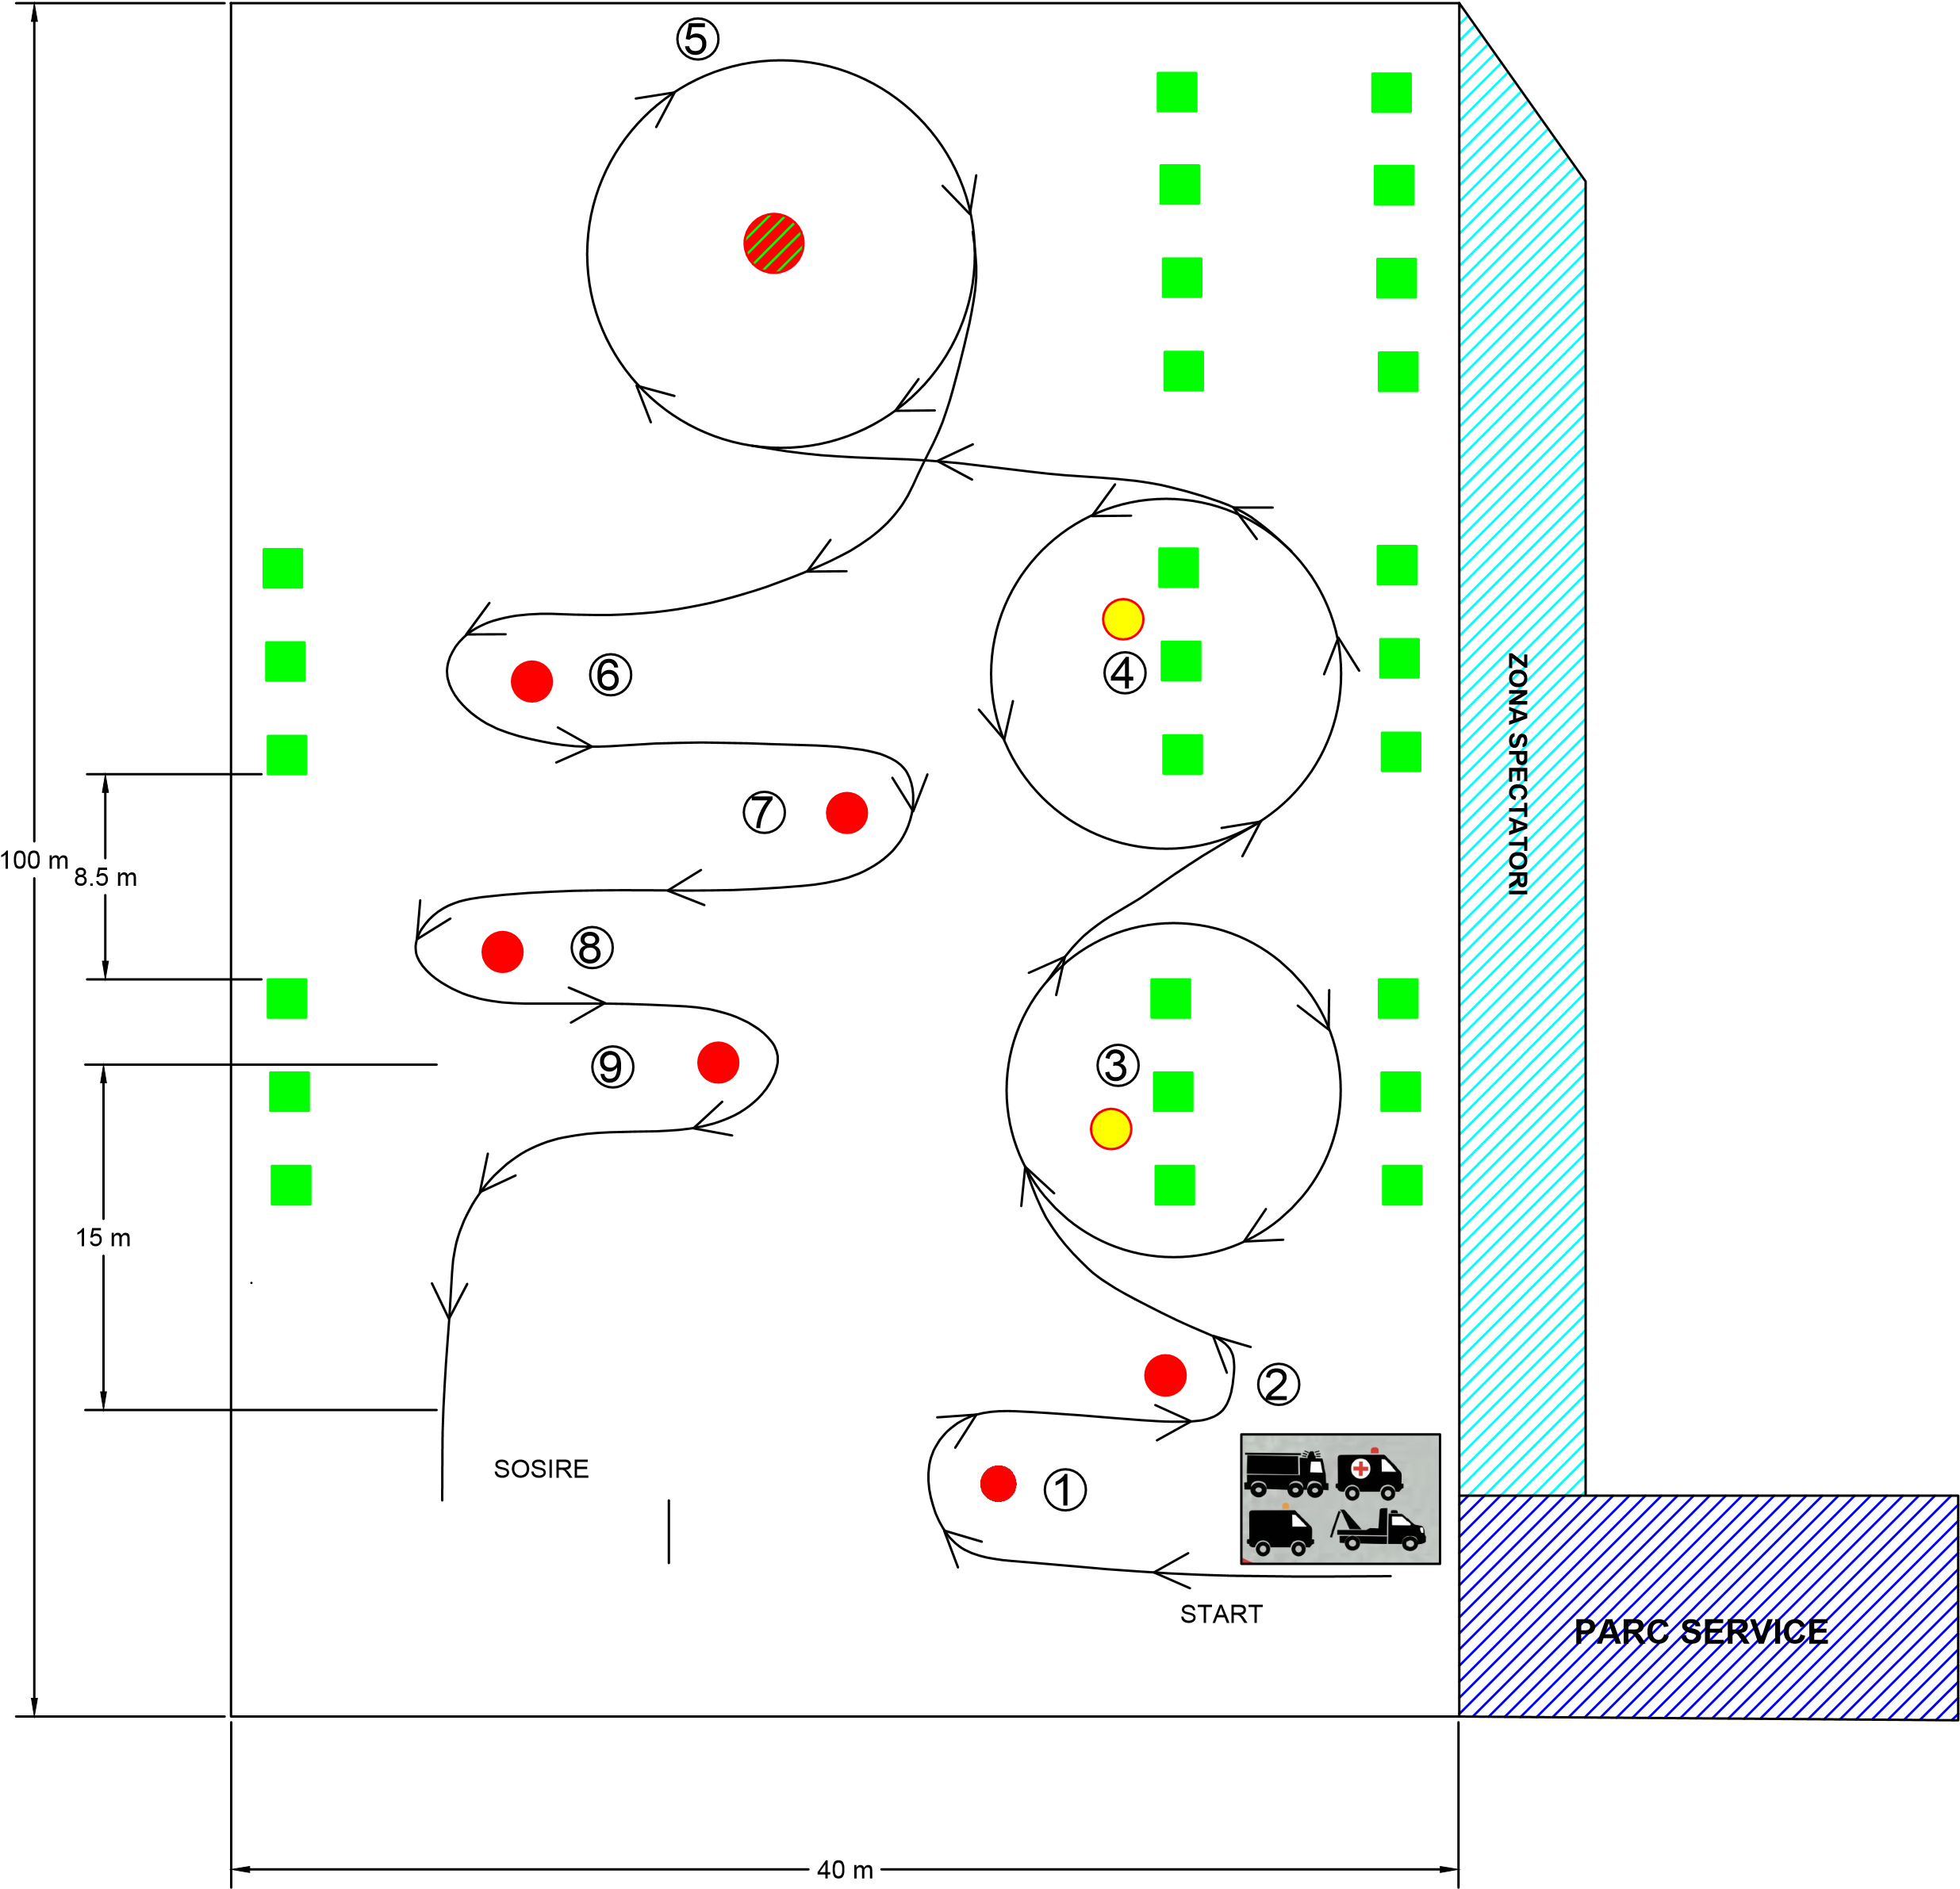 5
6
4
7
100 m
8.5 m
ZONA SPECTATORI
8
3
9
15 m
2
SOSIRE
1
START
PARC SERVICE
40 m